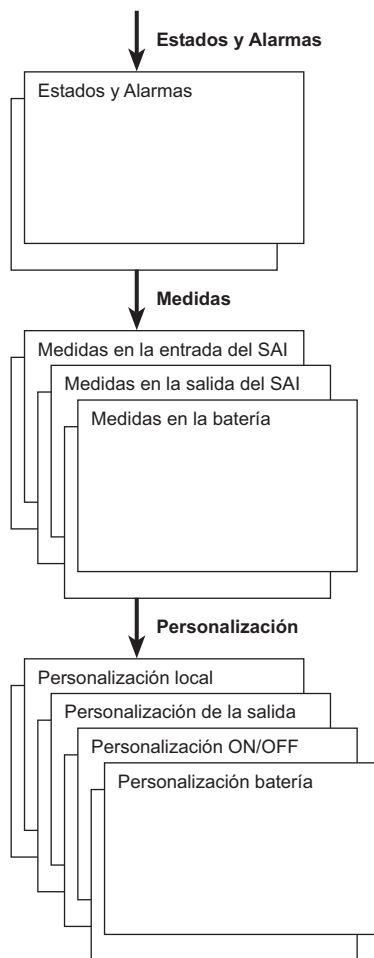 Estados y Alarmas
Estados y Alarmas
Medidas
Medidas en la entrada del SAI
Medidas en la salida del SAI
Medidas en la batería
Personalización
Personalización local
Personalización de la salida
Personalización ON/OFF
Personalización batería